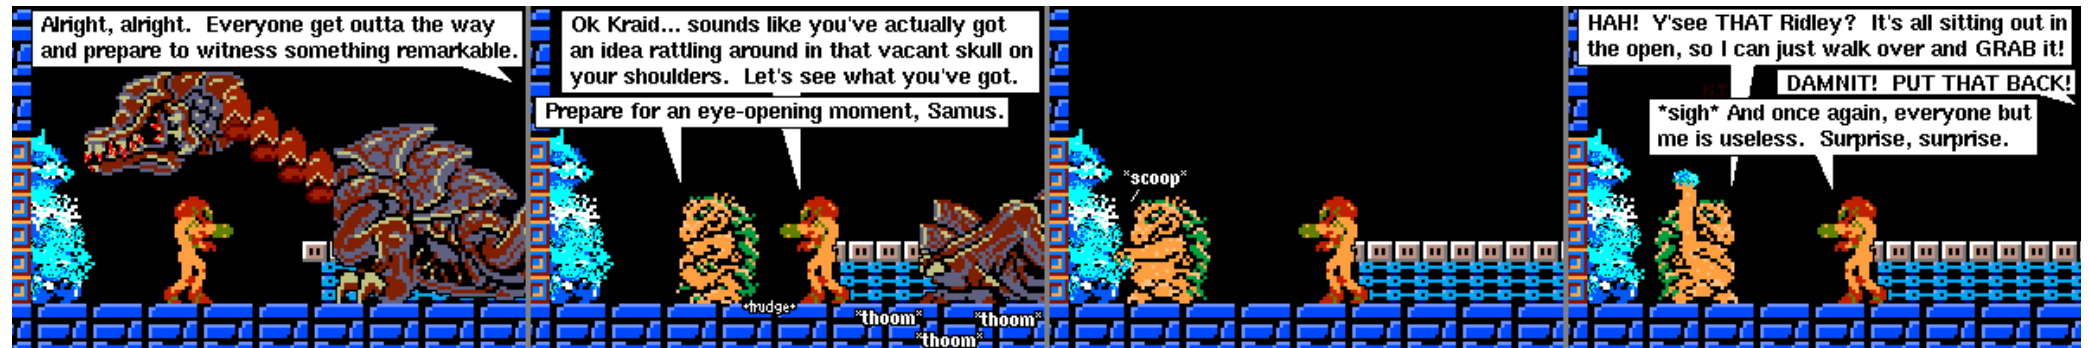 Alright, alright.  Everyone get outta the way
and prepare to witness something remarkable.
Ok Kraid... sounds like you've actually got
an idea rattling around in that vacant skull on
your shoulders.  Let's see what you've got.
Prepare for an eye-opening moment, Samus.
*trudge*
*thoom*
*thoom*
*thoom*
*scoop*
HAH!  Y'see THAT Ridley?  It's all sitting out in
the open, so I can just walk over and GRAB it!
DAMNIT!  PUT THAT BACK!
*sigh* And once again, everyone but
me is useless.  Surprise, surprise.